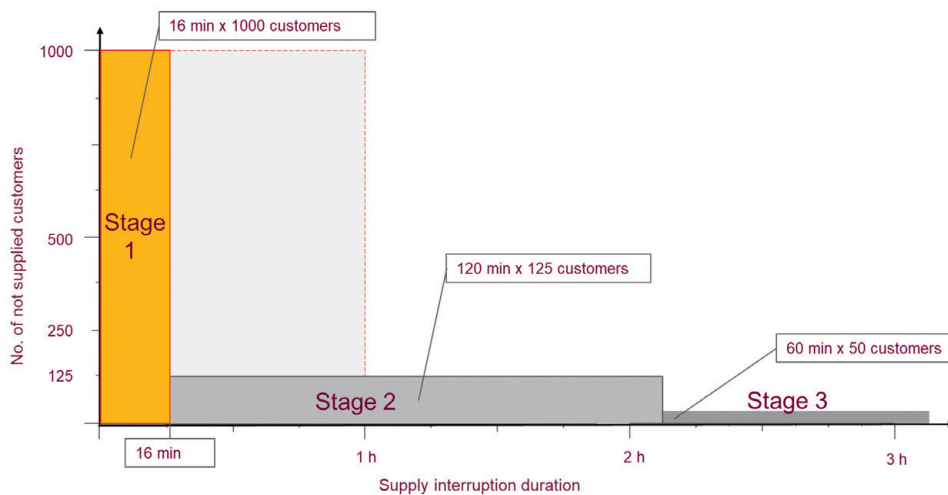 16 min x 1000 customers
1000
No. of not supplied customers
Stage
1
500
120 min x 125 customers
250
60 min x 50 customers
125
Stage 2
Stage 3
16 min
1 h
2 h
3 h
Supply interruption duration